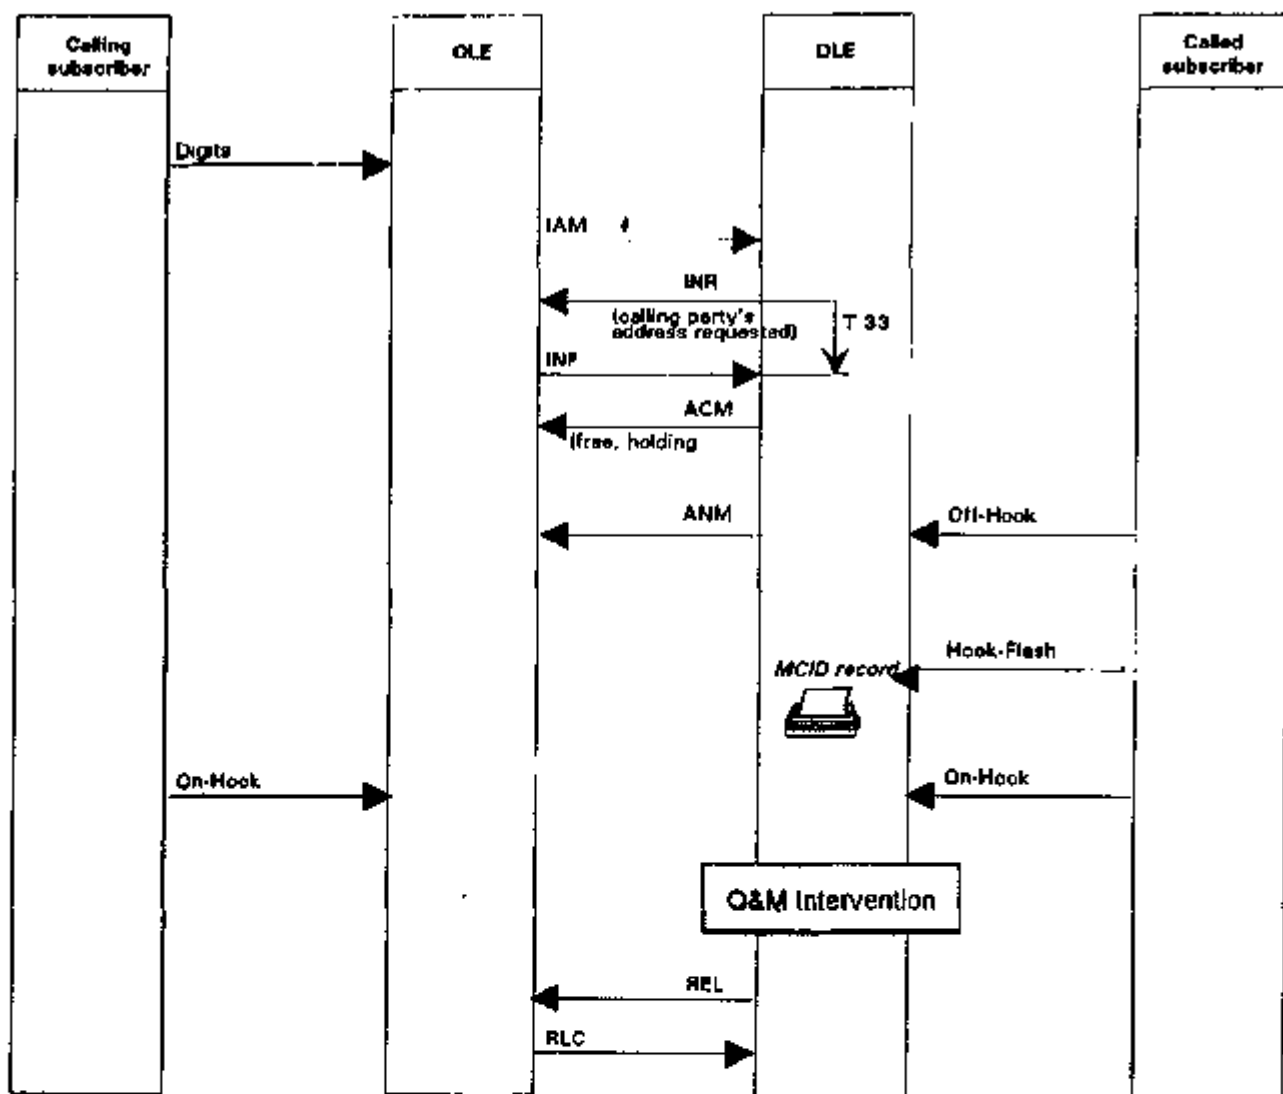 Calling
subscriber
OLE
DLE
Called
subscriber
Digits
IAM
INR
(calling party's
address requested)
T 33
INF
ACM
(free, holding
ANM
Off-Hook
Hook-Flash
MCID record
On-Hook
On-Hook
O&M Intervention
REL
RLC